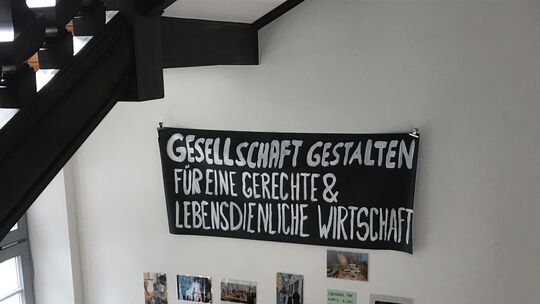 GESELLSCHAFT GESTALTEN
FÜR EINE GERECHTE &
LEBENSDIENLICHE WIRTSCHAFT